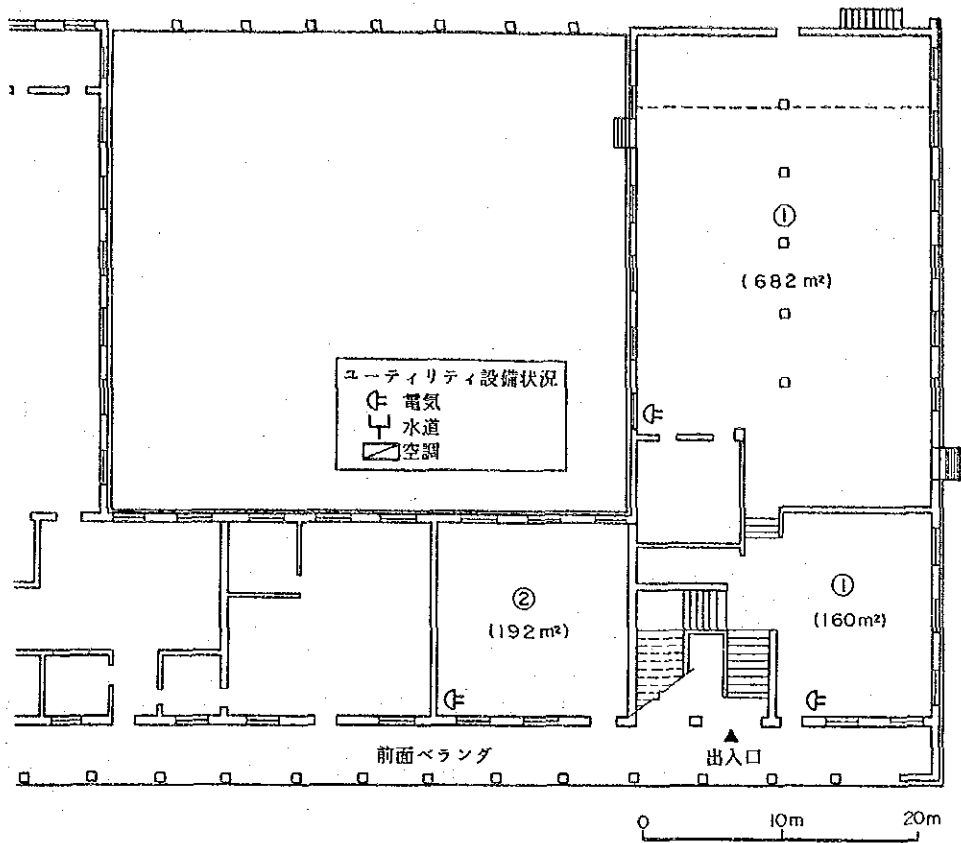 ①
(682m²)
ユーティリティ設備状況
電気
水道
空調
②
(192m²)
①
(160m²)
前面ベランダ
出入口
0 10m 20m